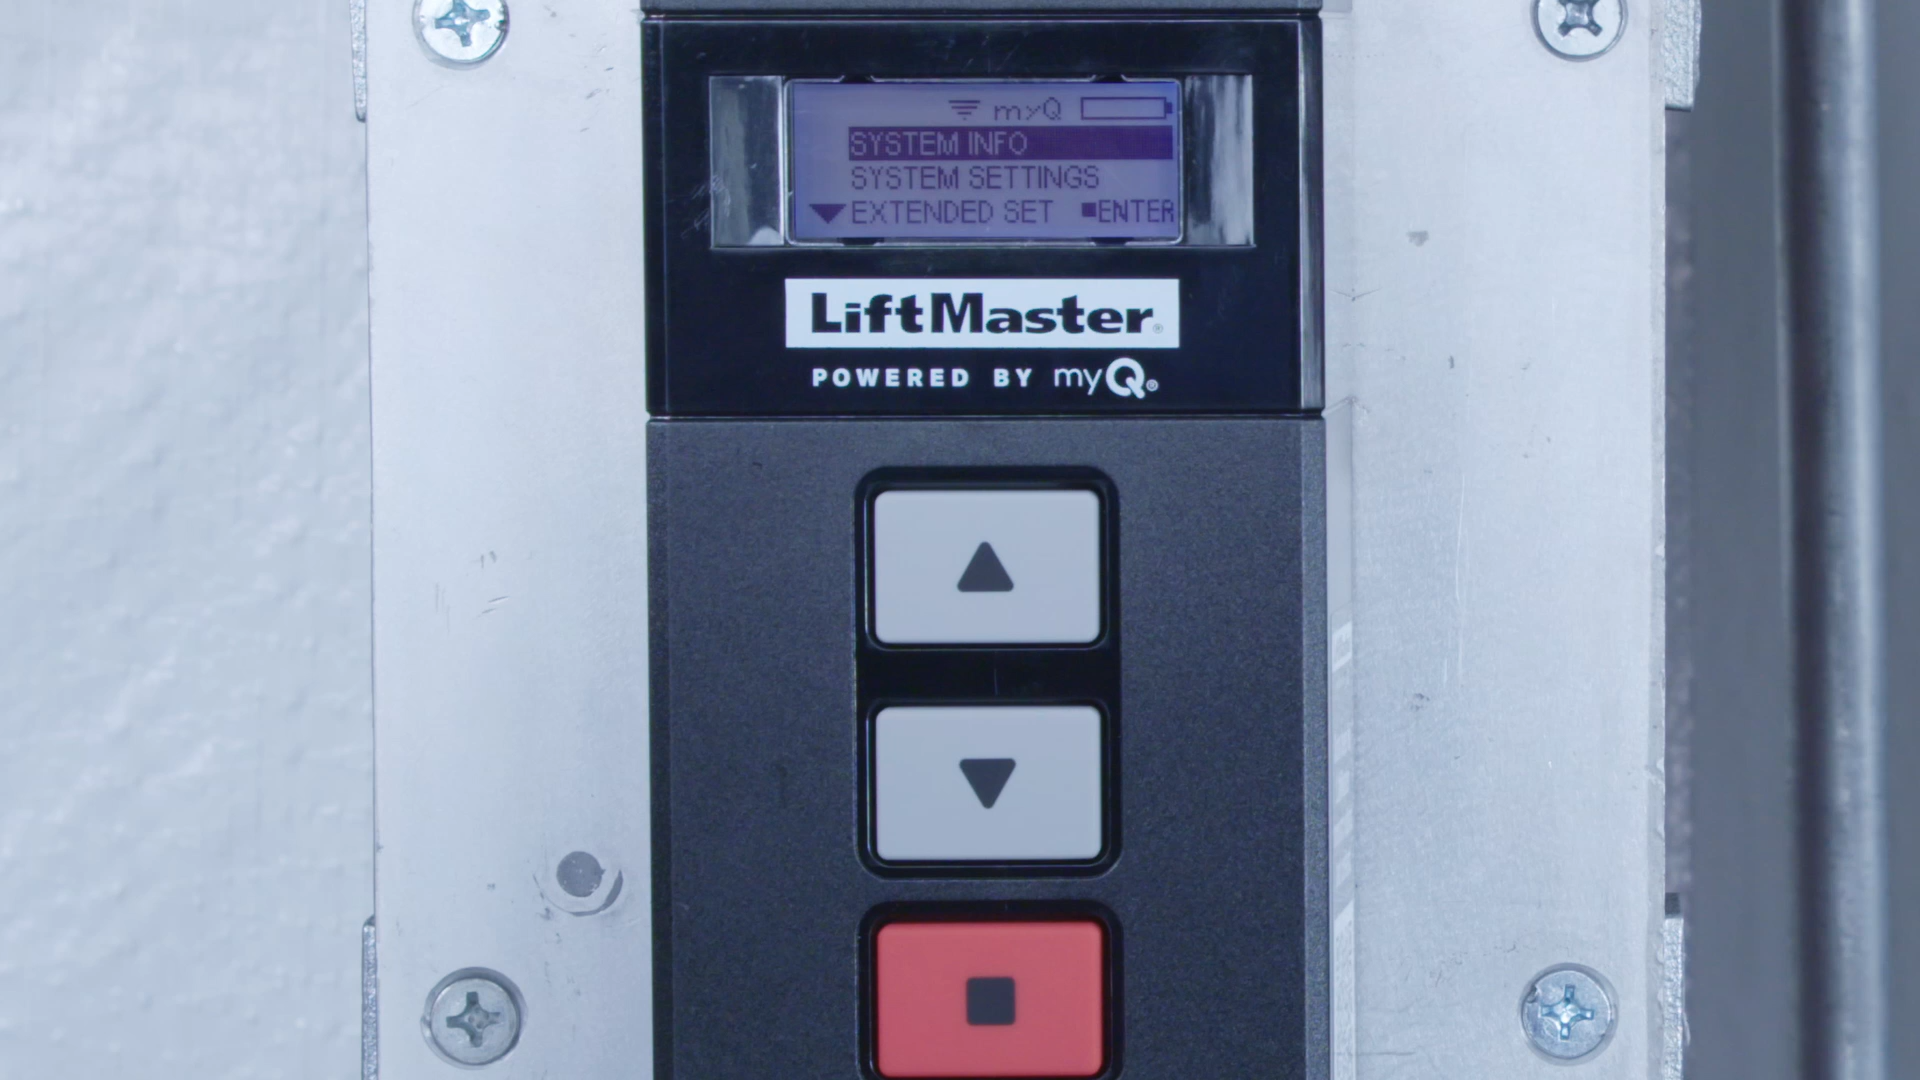 myQ
SYSTEM INFO
SYSTEM SETTINGS
EXTENDED SET ENTER
LiftMaster®
POWERED BY myQ®